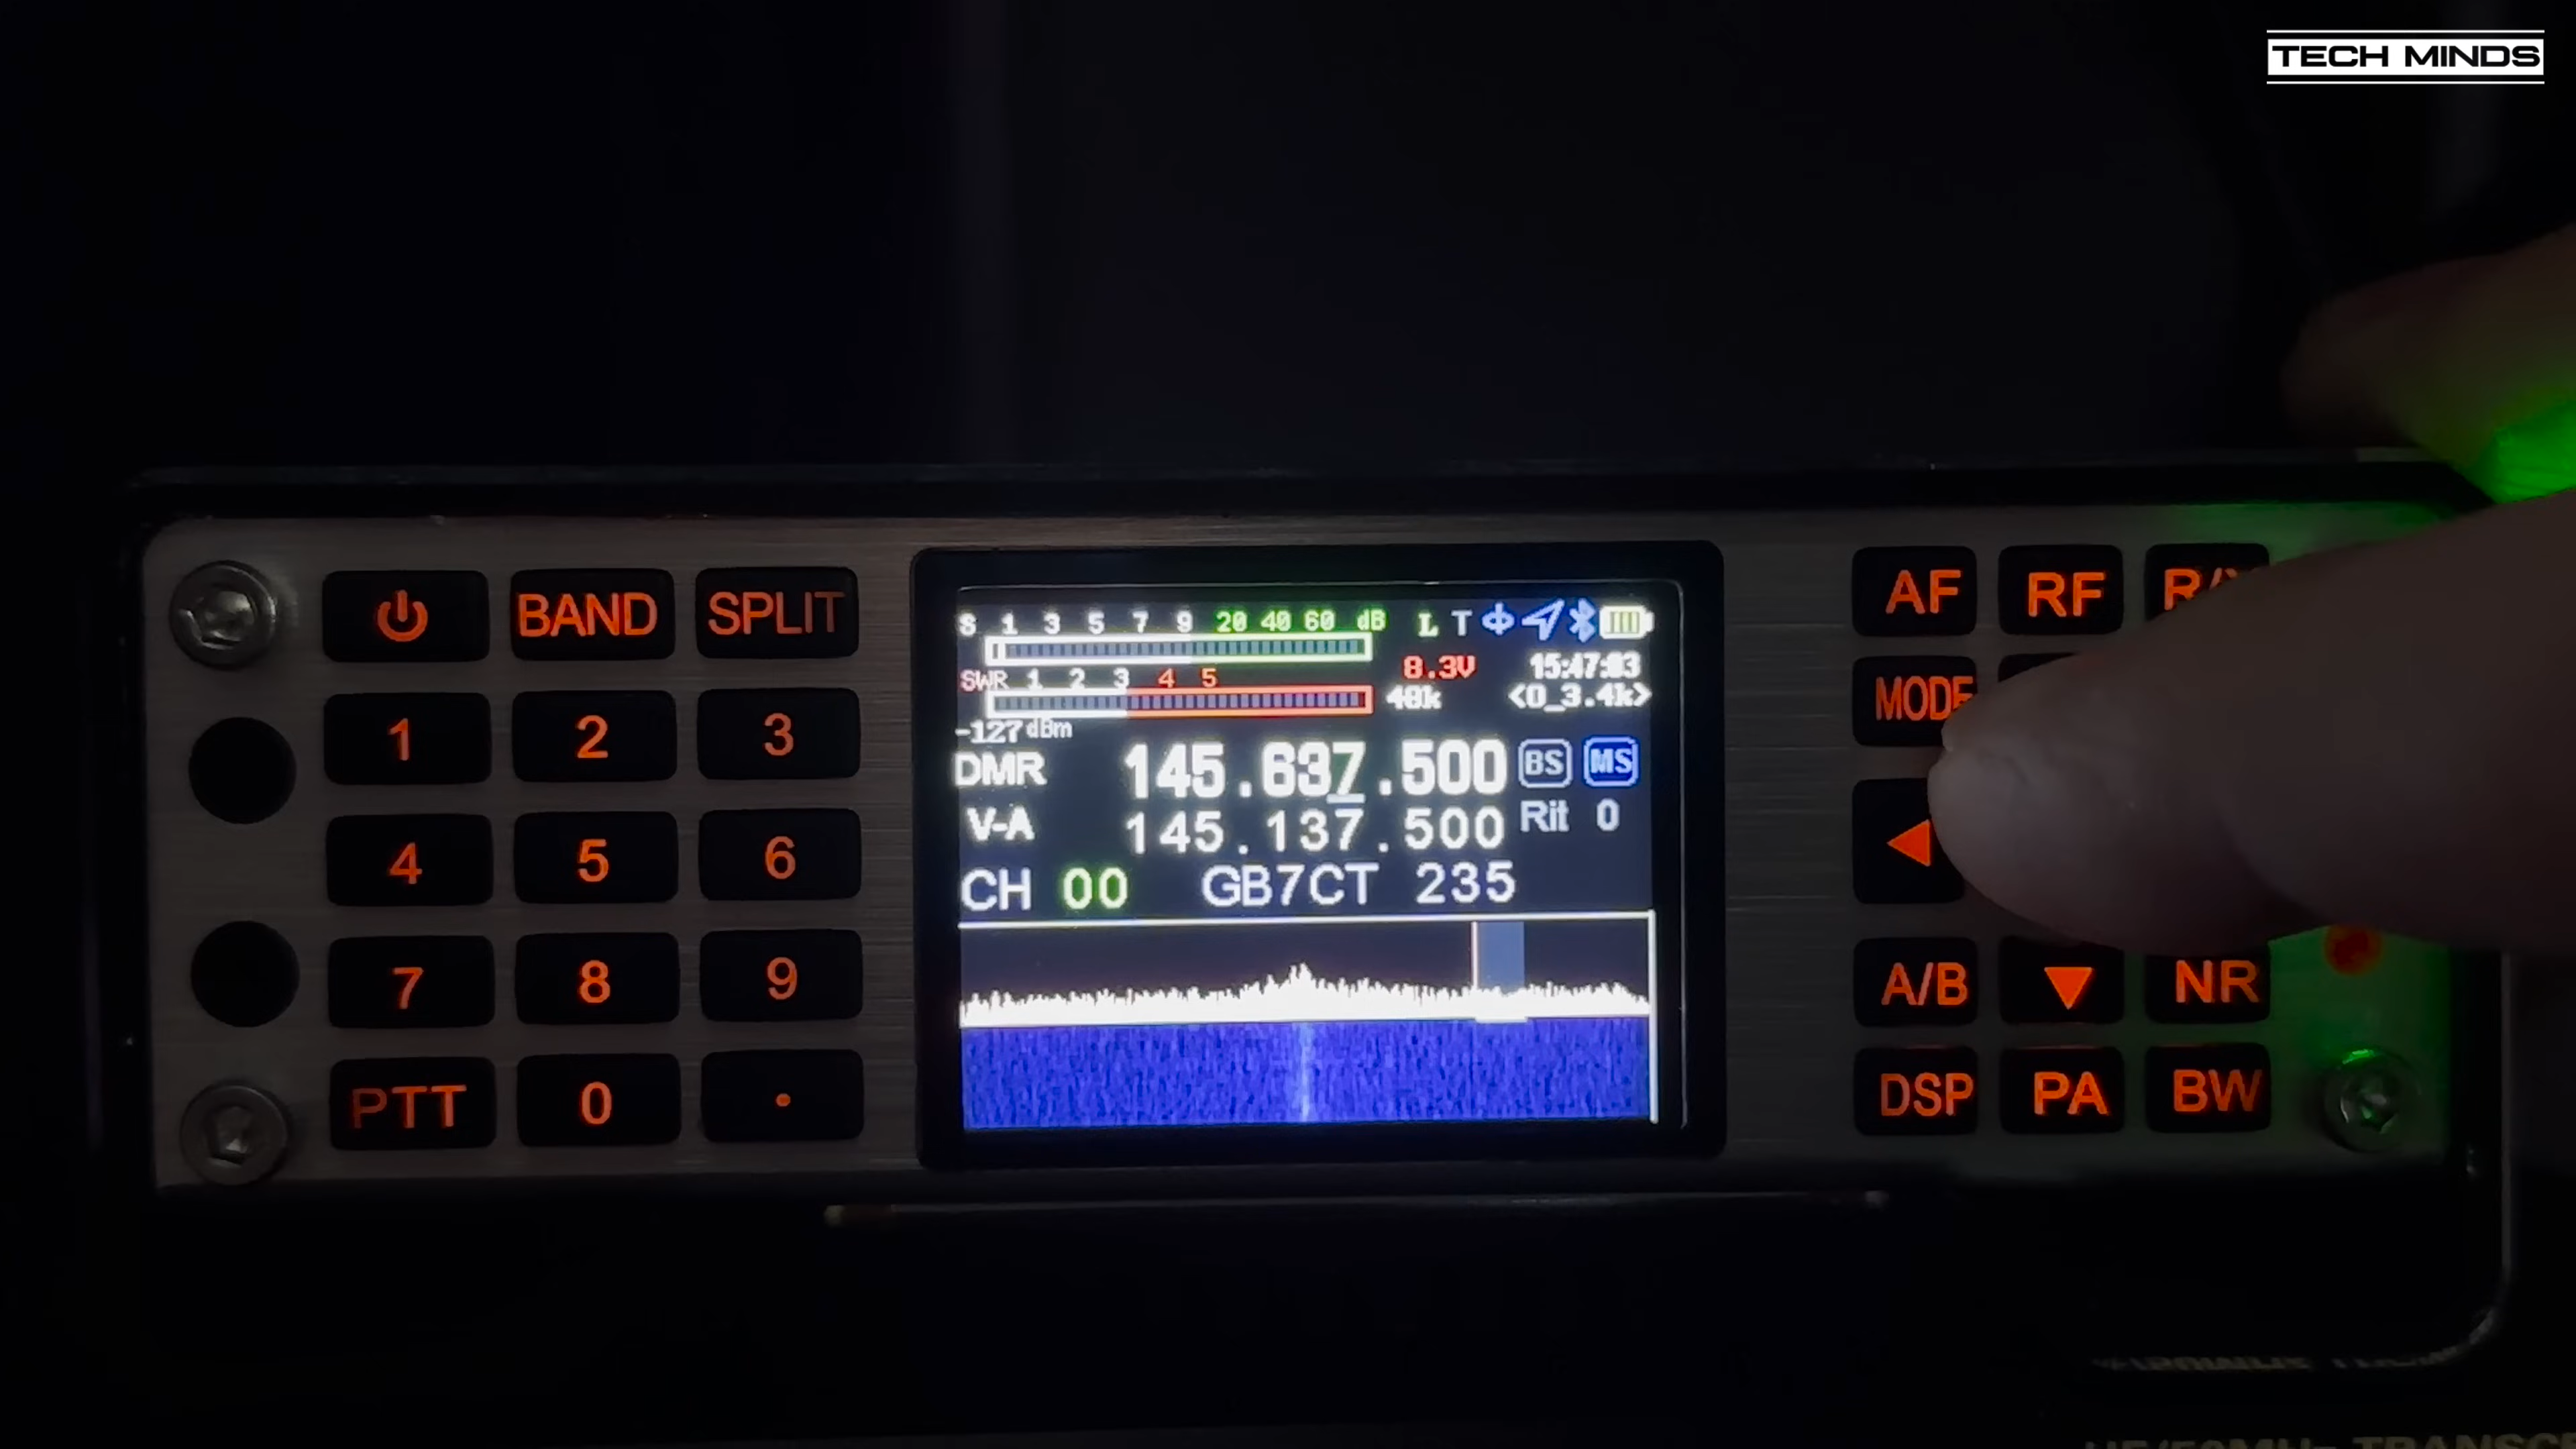 TECH MINDS
BAND SPLIT
1 2 3
4 5 6
7 8 9
PTT 0 .
S 1 3 5 7 9 20 40 60 dB L T
8.3V 15:47:03
SWR 1 2 3 4 5
48k <0_3.4k>
-127dBm
DMR 145.637.500 BS MS
V-A 145.137.500 Rit 0
CH 00 GB7CT 235
AF RF
MODE
A/B NR
DSP PA BW